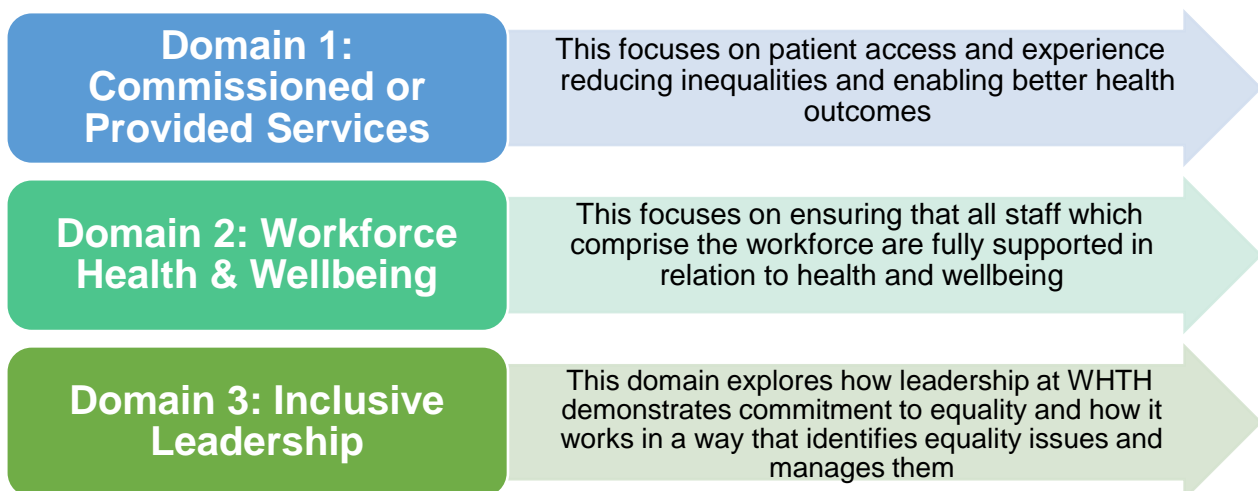 Domain 1:
Commissioned or
Provided Services
This focuses on patient access and experience
reducing inequalities and enabling better health
outcomes
Domain 2: Workforce
Health & Wellbeing
This focuses on ensuring that all staff which
comprise the workforce are fully supported in
relation to health and wellbeing
Domain 3: Inclusive
Leadership
This domain explores how leadership at WHTH
demonstrates commitment to equality and how it
works in a way that identifies equality issues and
manages them